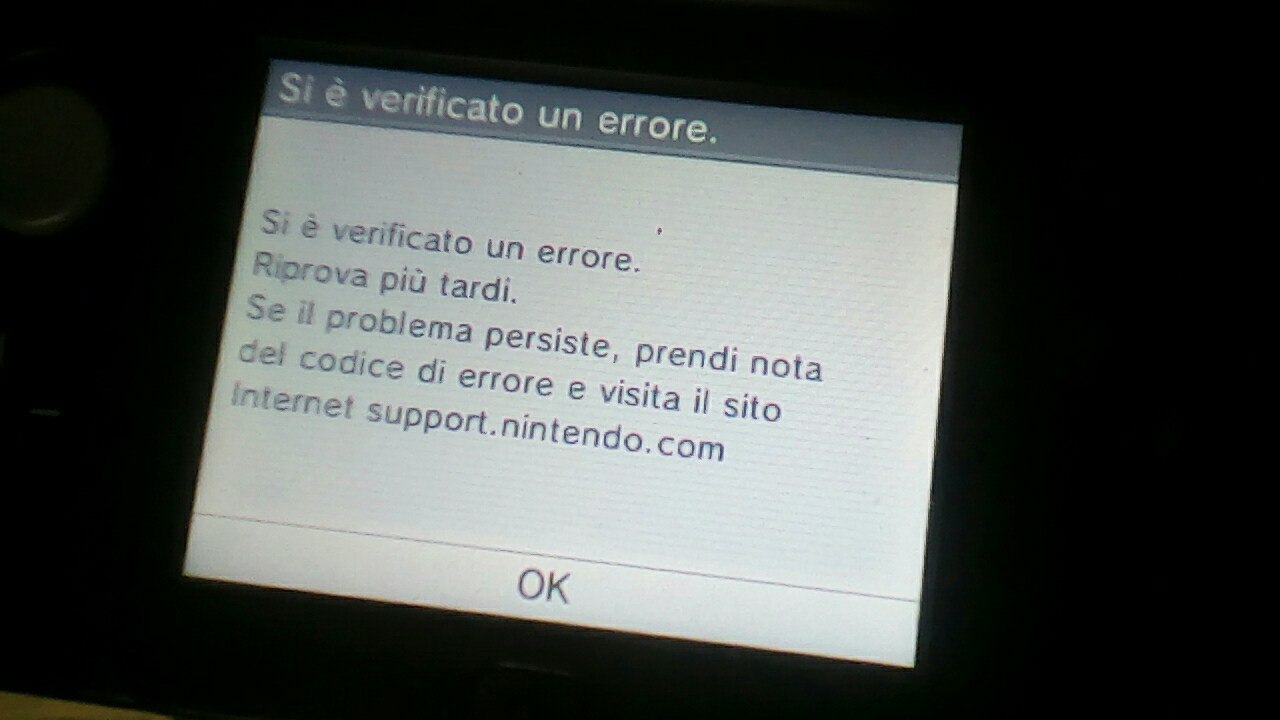 Si è verificato un errore.
Si è verificato un errore.
Riprova più tardi.
Se il problema persiste, prendi nota
del codice di errore e visita il sito
Internet support.nintendo.com
OK